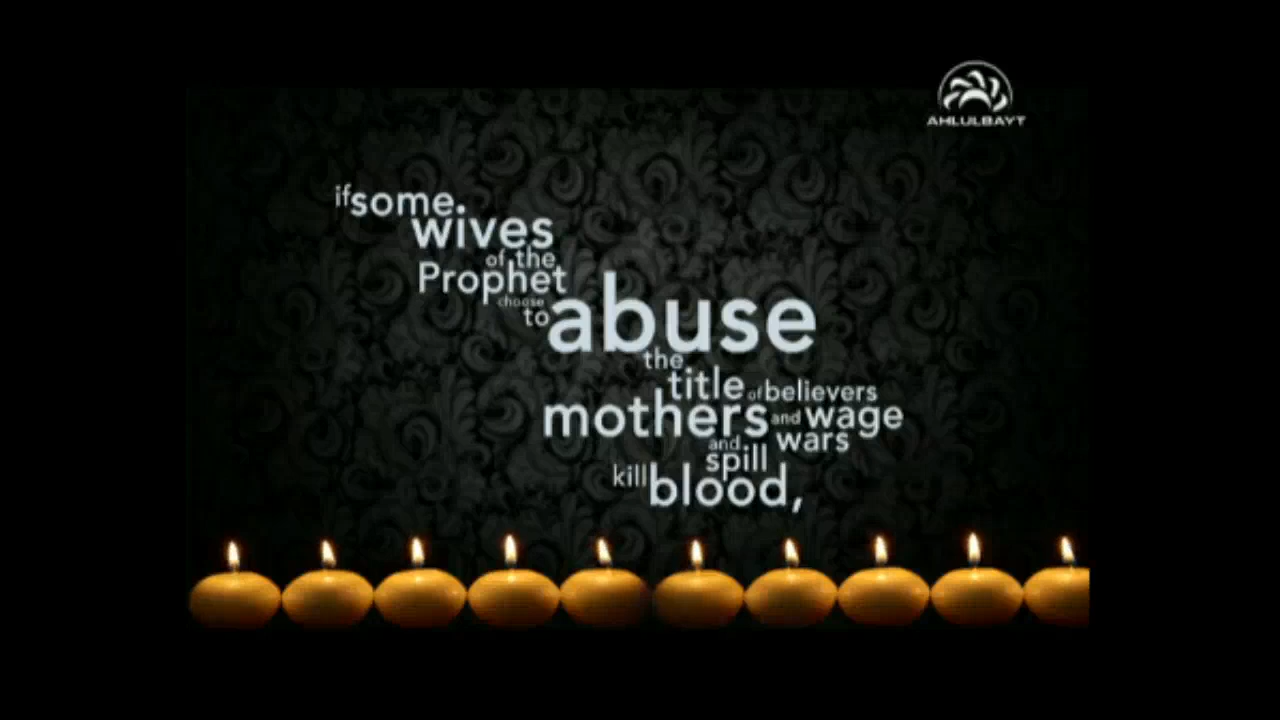 AHLULBAYT
if some
wives
of the
Prophet
choose
to abuse
the
title of believers
mothers and wage
and wars
spill
kill blood,